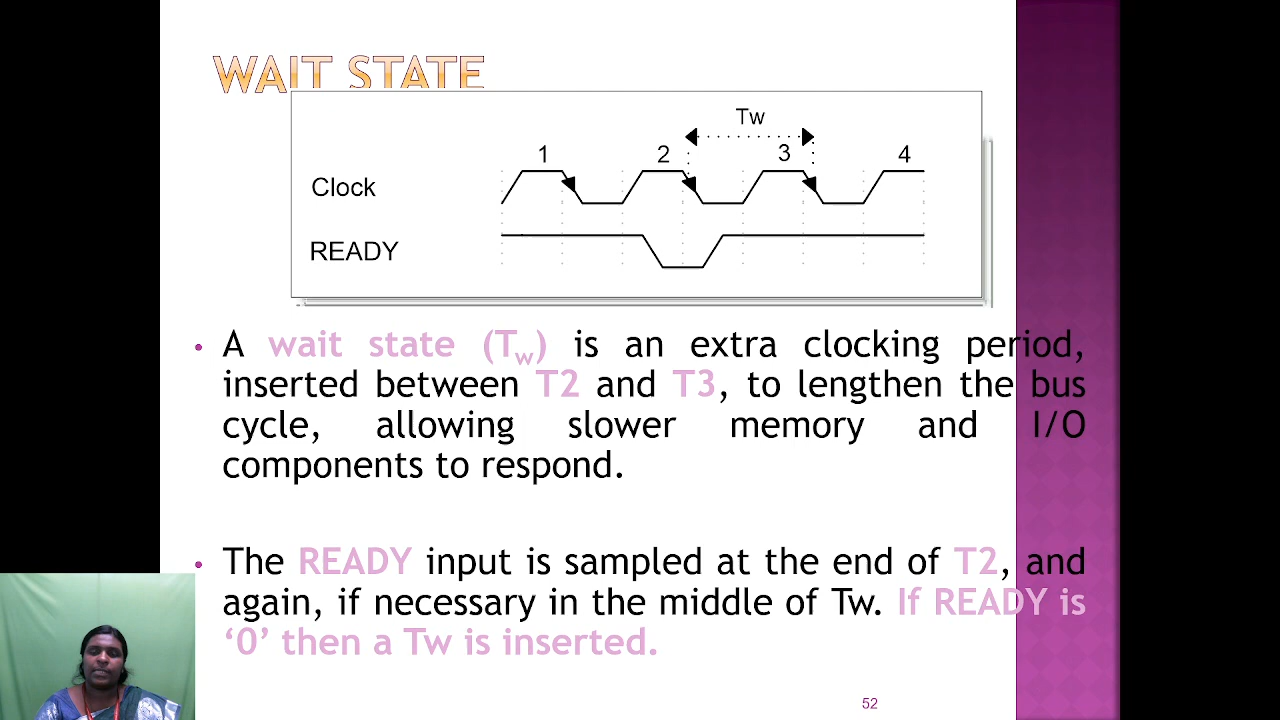 WAIT STATE
Tw
1 2 3 4
Clock
READY
• A wait state (Tw) is an extra clocking period,
inserted between T2 and T3, to lengthen the bus
cycle, allowing slower memory and I/O
components to respond.
• The READY input is sampled at the end of T2, and
again, if necessary in the middle of Tw. If READY is
‘0’ then a Tw is inserted.
52